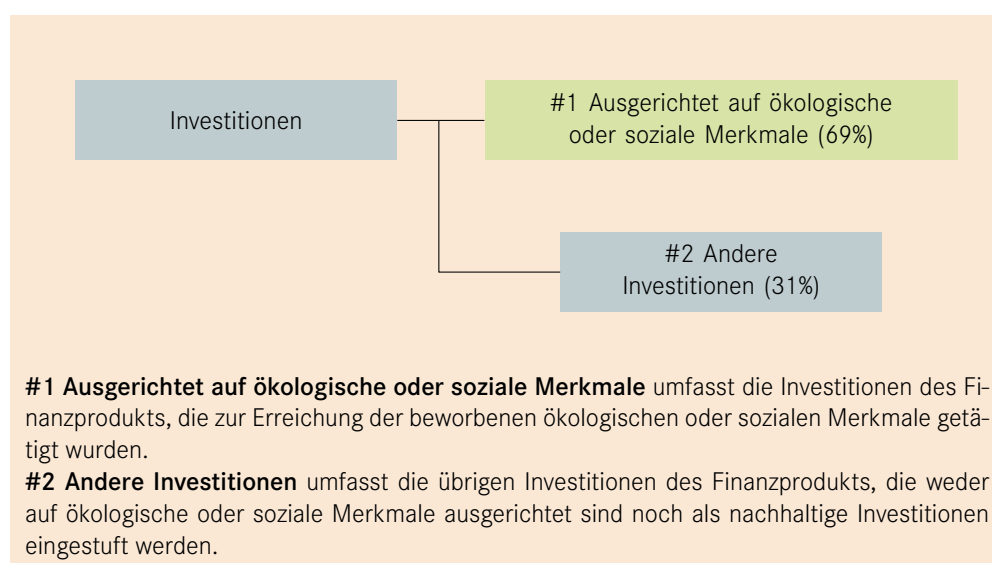 Investitionen
#1 Ausgerichtet auf ökologische
oder soziale Merkmale (69%)
#2 Andere
Investitionen (31%)
#1 Ausgerichtet auf ökologische oder soziale Merkmale umfasst die Investitionen des Fi-
nanzprodukts, die zur Erreichung der beworbenen ökologischen oder sozialen Merkmale getä-
tigt wurden.
#2 Andere Investitionen umfasst die übrigen Investitionen des Finanzprodukts, die weder
auf ökologische oder soziale Merkmale ausgerichtet sind noch als nachhaltige Investitionen
eingestuft werden.